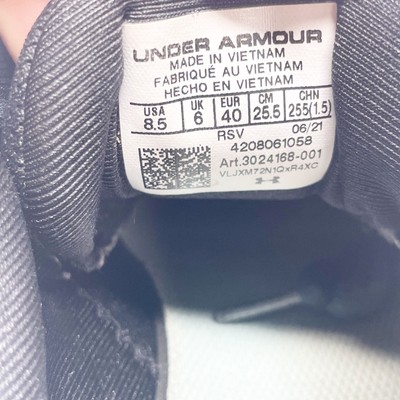 UNDER ARMOUR
MADE IN VIETNAM
FABRIQUÉ AU VIETNAM
HECHO EN VIETNAM
USA UK EUR CM CHN
8.5 6 40 25.5 255(1.5)
RSV 06/21
4208061058
Art.3024168-001
VLJXM72N1QxR4XC